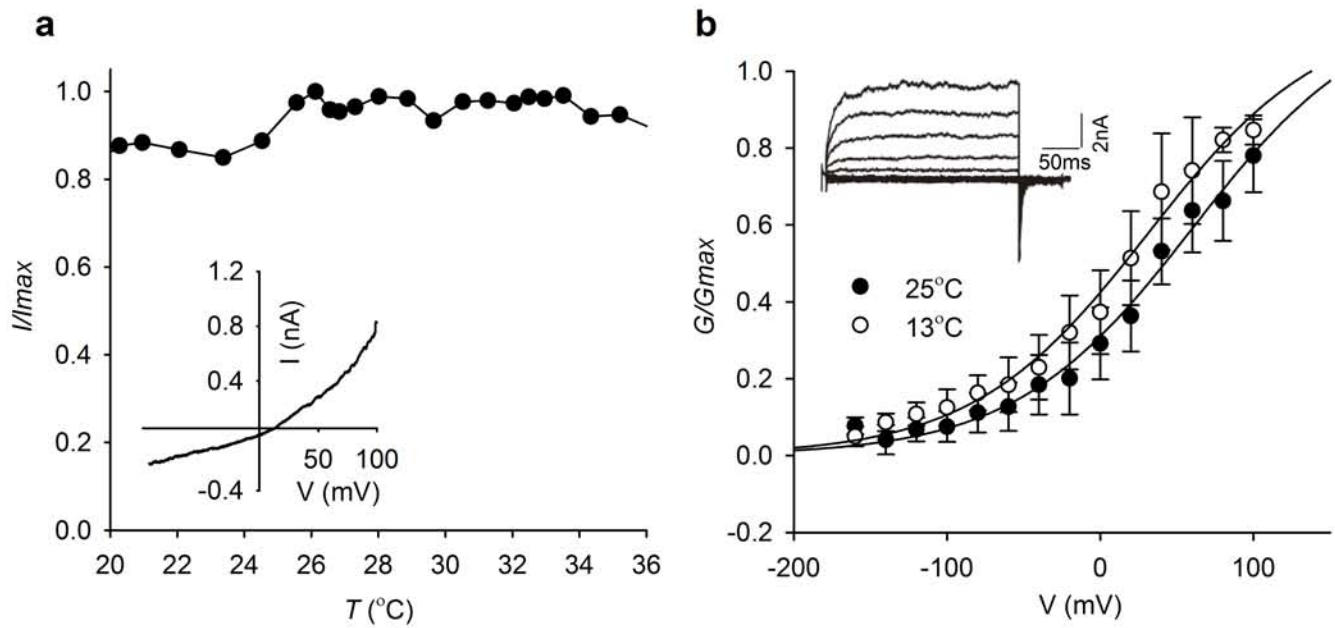 a
1.0
0.8
0.6
0.4
0.2
0.0
I/Imax
20 22 24 26 28 30 32 34 36
T (°C)
1.2
0.8
0.4
-0.4
I (nA)
50 100
V (mV)
b
1.0
0.8
0.6
0.4
0.2
0.0
-0.2
G/Gmax
-200 -100 0 100
V (mV)
50ms
2nA
25°C
13°C